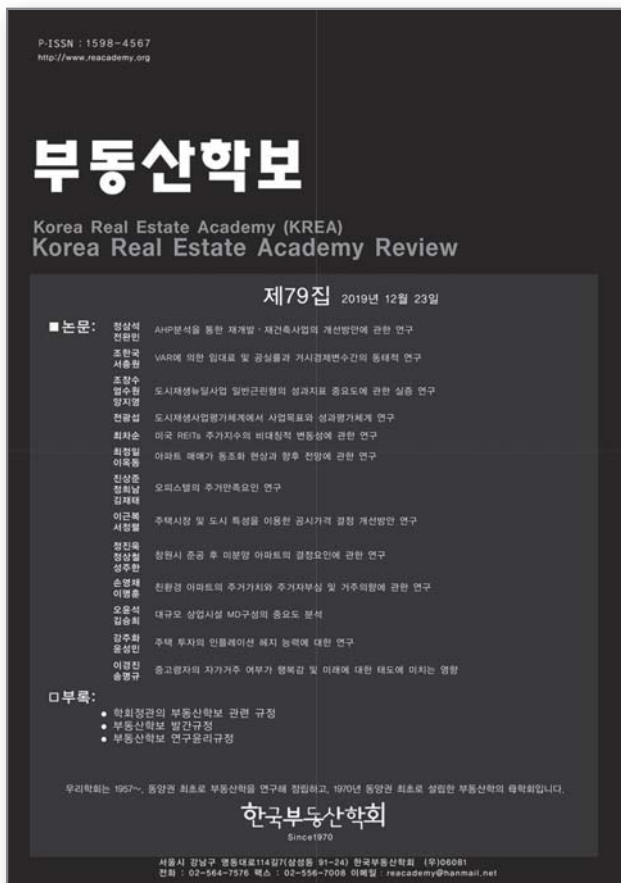 P-ISSN : 1598-4567
http://www.reacademy.org
부동산학보
Korea Real Estate Academy (KREA)
Korea Real Estate Academy Review
제79집 2019년 12월 23일
■논문:
정삼석
전완민
AHP분석을 통한 재개발·재건축사업의 개선방안에 관한 연구
조한국
서충원
VAR에 의한 임대료 및 공실률과 거시경제변수간의 동태적 연구
조장수
엄수원
양지영
도시재생뉴딜사업 일반근린형의 성과지표 중요도에 관한 실증 연구
전광섭
도시재생사업평가체계에서 사업목표와 성과평가체계 연구
최차순
미국 REITs 주가지수의 비대칭적 변동성에 관한 연구
최정일
이옥동
아파트 매매가 동조화 현상과 향후 전망에 관한 연구
진상준
정희남
김재태
오피스텔의 주거만족요인 연구
이근복
서정렬
주택시장 및 도시 특성을 이용한 공시가격 결정 개선방안 연구
정진욱
정상철
성주한
창원시 준공 후 미분양 아파트의 결정요인에 관한 연구
손영채
이명훈
친환경 아파트의 주거가치와 주거자부심 및 거주의향에 관한 연구
오윤석
김승희
대규모 상업시설 MD구성의 중요도 분석
강주화
윤성민
주택 투자의 인플레이션 헤지 능력에 대한 연구
이경진
송명규
중고령자의 자가거주 여부가 행복감 및 미래에 대한 태도에 미치는 영향
□부록:
● 학회정관의 부동산학보 관련 규정
● 부동산학보 발간규정
● 부동산학보 연구윤리규정
우리학회는 1957~, 동양권 최초로 부동산학을 연구해 정립하고, 1970년 동양권 최초로 설립한 부동산학의 母학회입니다.
한국부동산학회
Since1970
서울시 강남구 영동대로114길7(삼성동 91-24) 한국부동산학회 (우)06081
전화 : 02-564-7576 팩스 : 02-556-7008 이메일 : reacademy@hanmail.net